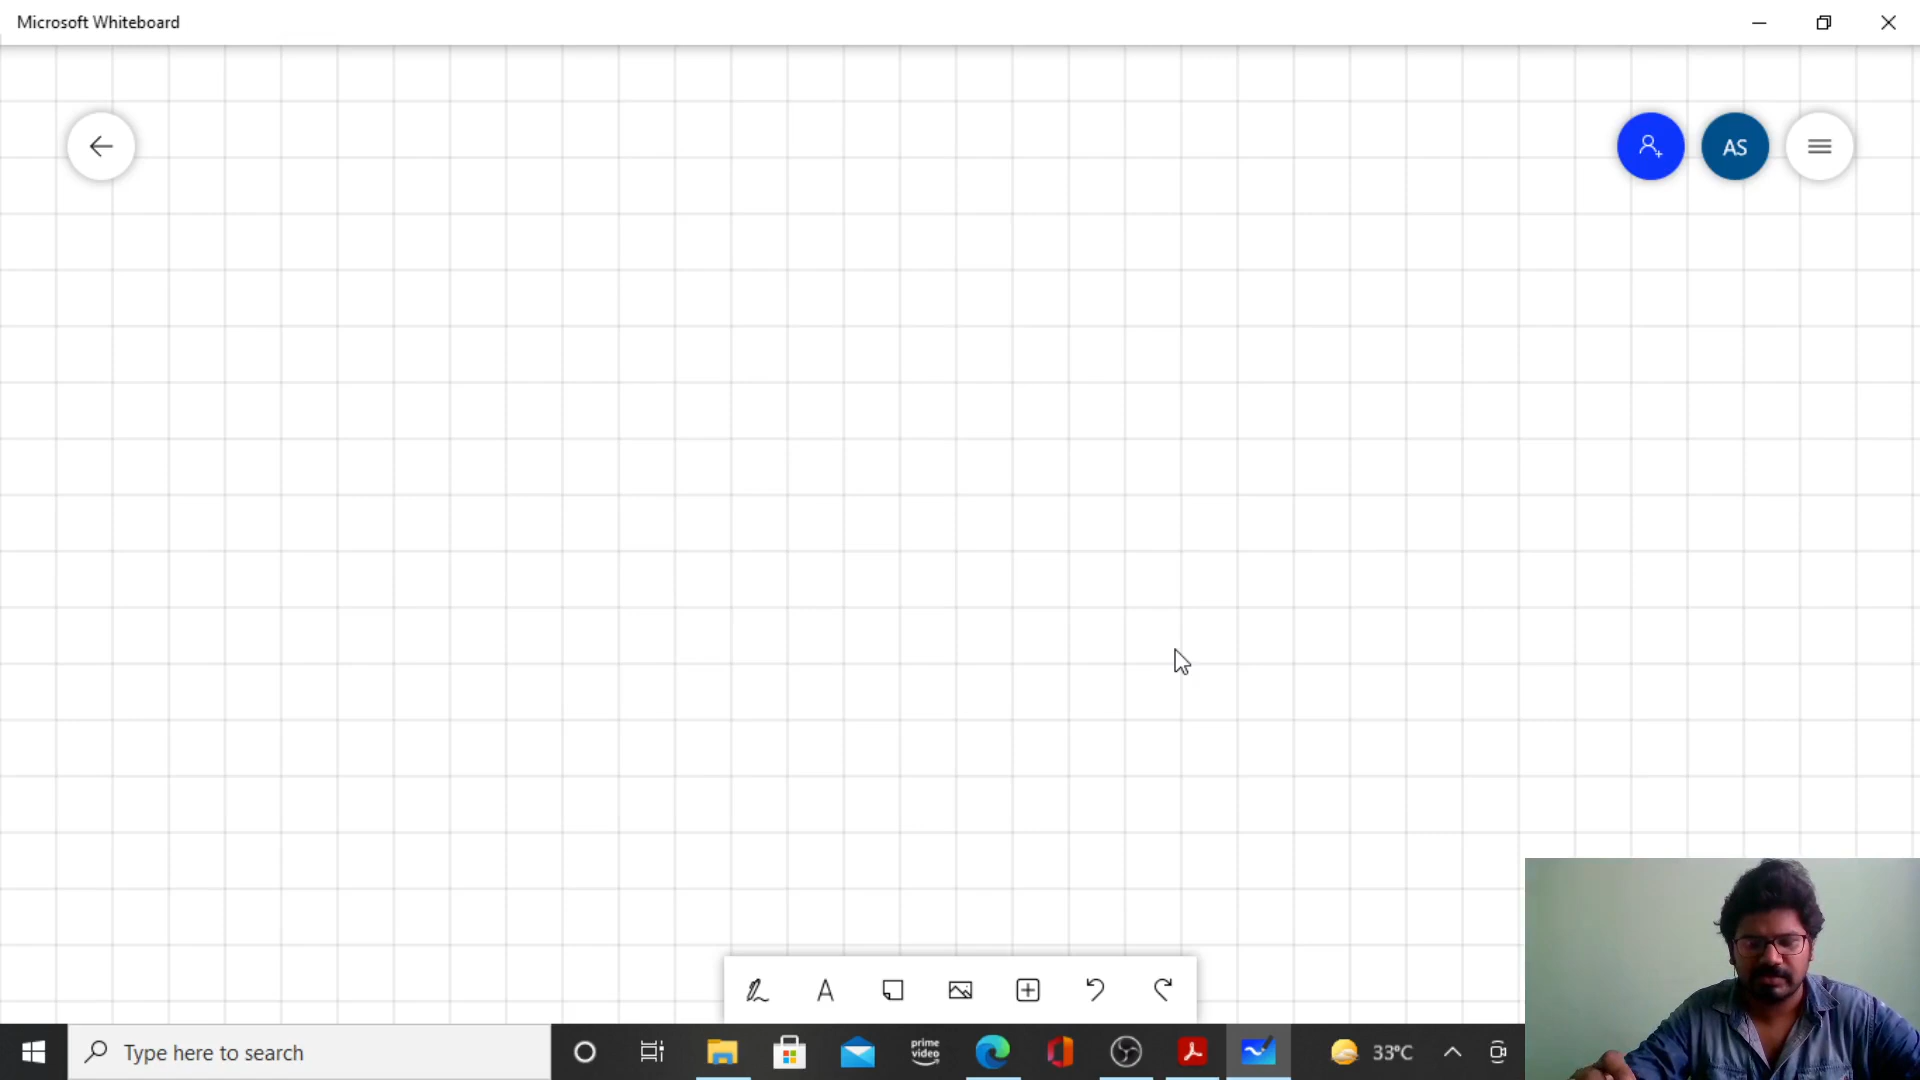 Microsoft Whiteboard
AS
A
Type here to search
prime
video
33°C